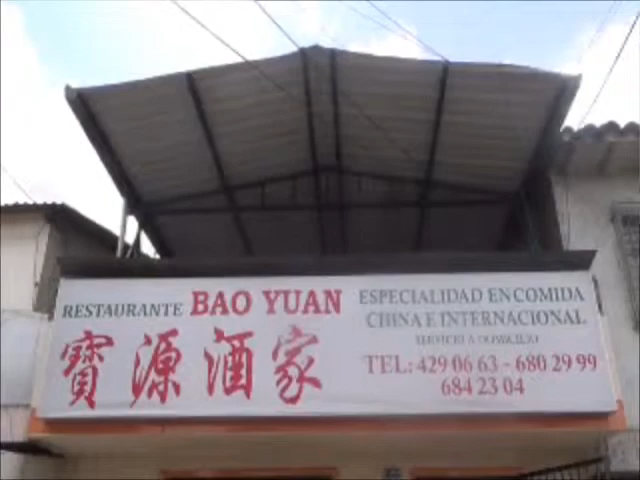 RESTAURANTE BAO YUAN
寶源酒家
ESPECIALIDAD EN COMIDA
CHINA E INTERNACIONAL
SERVICIO A DOMICILIO
TEL: 429 06 63 - 680 29 99
684 23 04